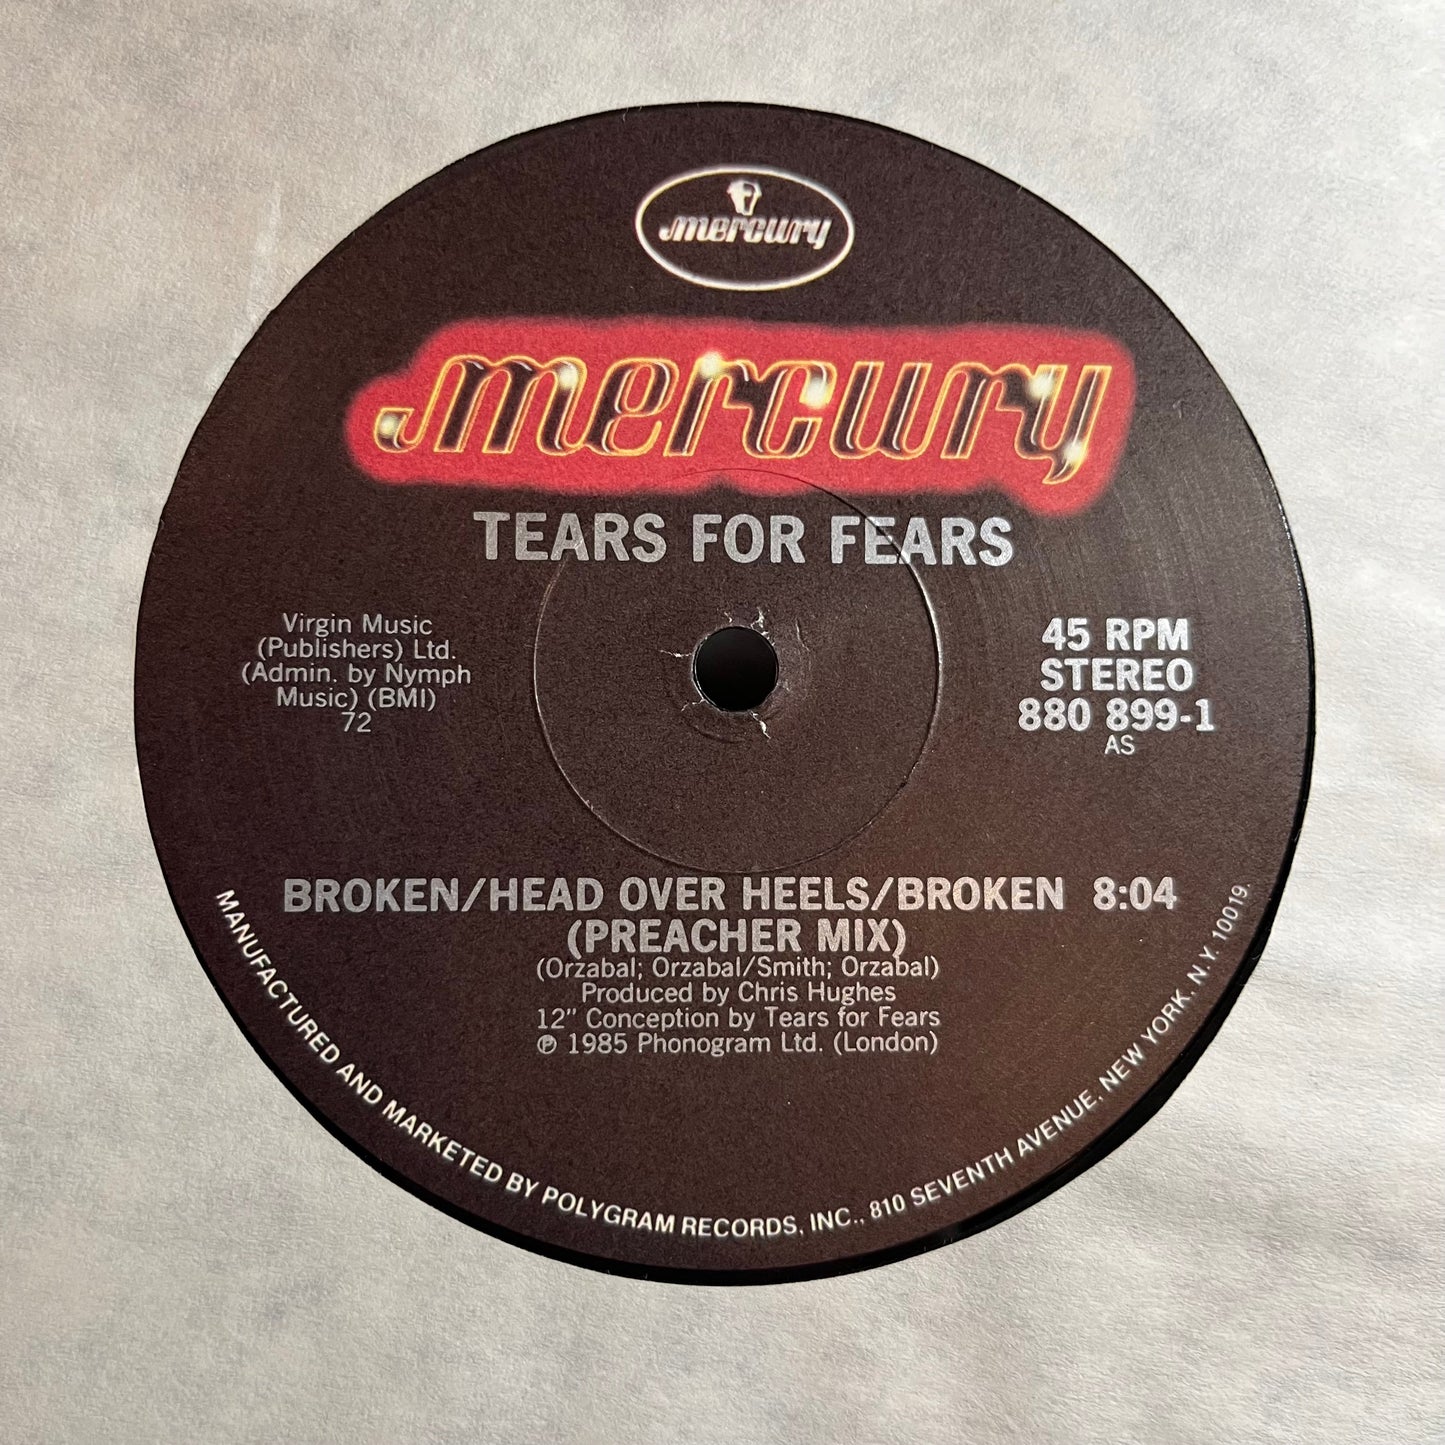 mercury
mercury
TEARS FOR FEARS
Virgin Music
(Publishers) Ltd.
(Admin. by Nymph
Music) (BMI)
72
45 RPM
STEREO
880 899-1
AS
BROKEN/HEAD OVER HEELS/BROKEN 8:04
(PREACHER MIX)
(Orzabal; Orzabal/Smith; Orzabal)
Produced by Chris Hughes
12" Conception by Tears for Fears
℗ 1985 Phonogram Ltd. (London)
MANUFACTURED AND MARKETED BY POLYGRAM RECORDS, INC., 810 SEVENTH AVENUE, NEW YORK, N.Y. 10019.